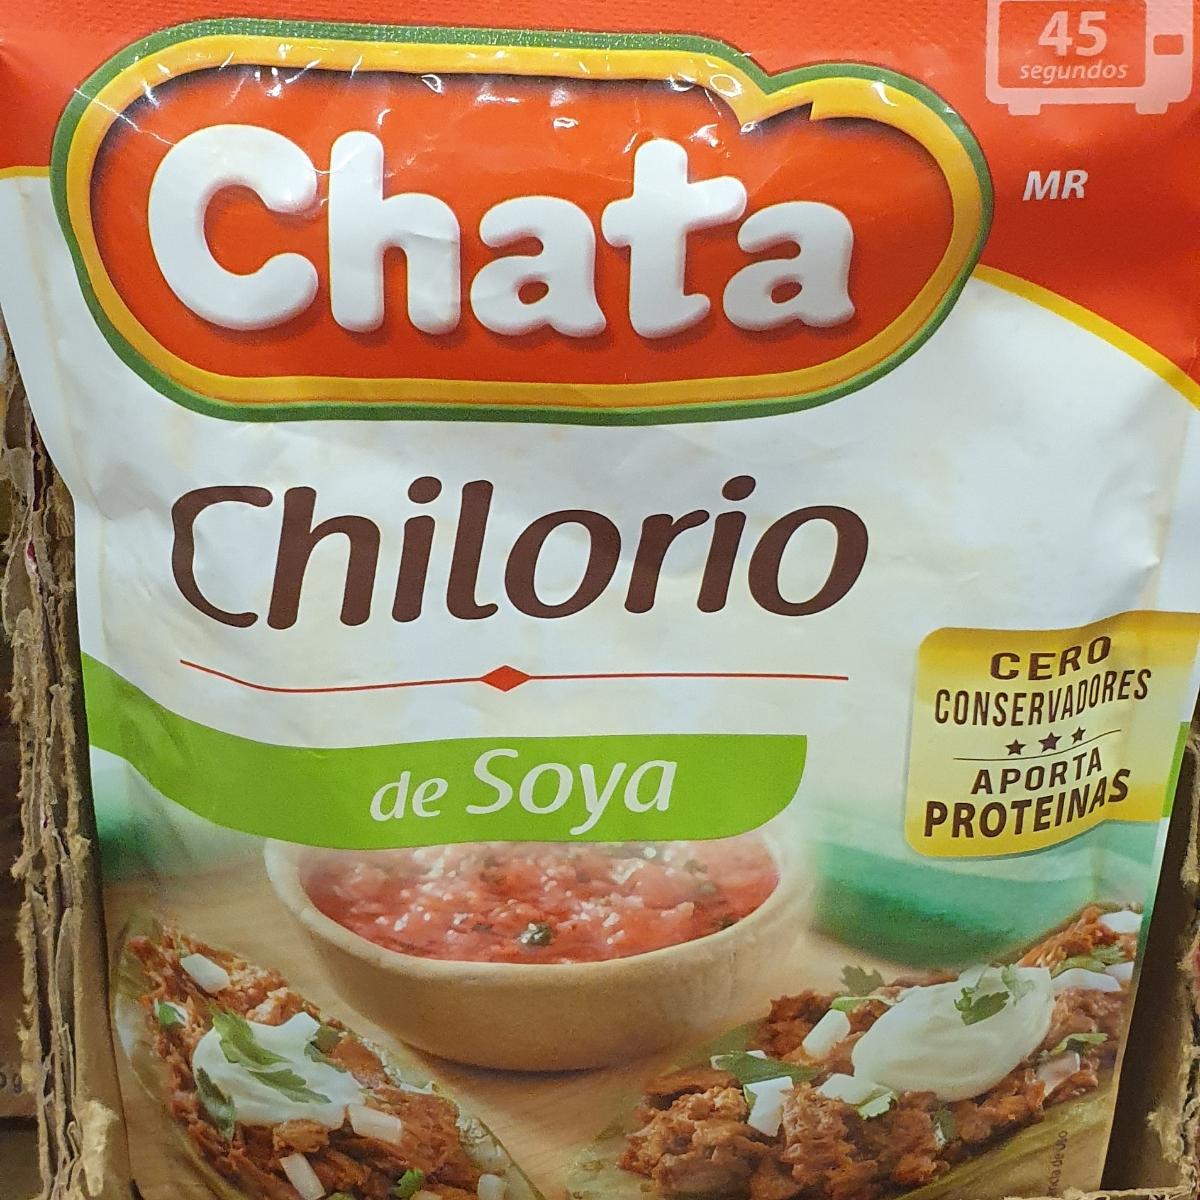 45
segundos
Chata
MR
Chilorio
CERO
CONSERVADORES
APORTA
PROTEINAS
de Soya